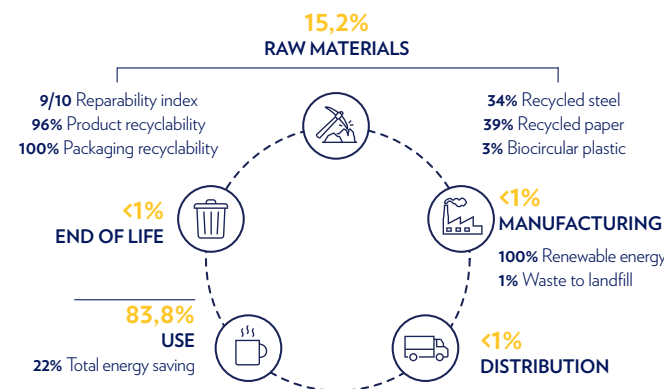 15,2%
RAW MATERIALS
9/10 Reparability index
96% Product recyclability
100% Packaging recyclability
34% Recycled steel
39% Recycled paper
3% Biocircular plastic
<1%
END OF LIFE
<1%
MANUFACTURING
100% Renewable energy
1% Waste to landfill
83,8%
USE
22% Total energy saving
<1%
DISTRIBUTION